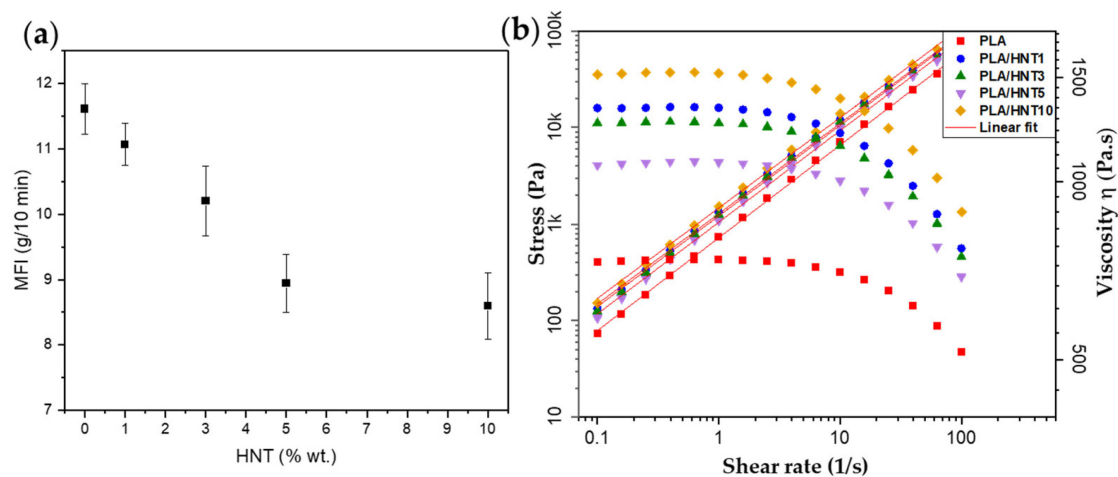 (a)
12
11
10
9
8
7
MFI (g/10 min)
0 1 2 3 4 5 6 7 8 9 10
HNT (% wt.)
(b)
100k
10k
1k
100
10
Stress (Pa)
PLA
PLA/HNT1
PLA/HNT3
PLA/HNT5
PLA/HNT10
Linear fit
1500
1000
500
Viscosity η (Pa.s)
0.1 1 10 100
Shear rate (1/s)